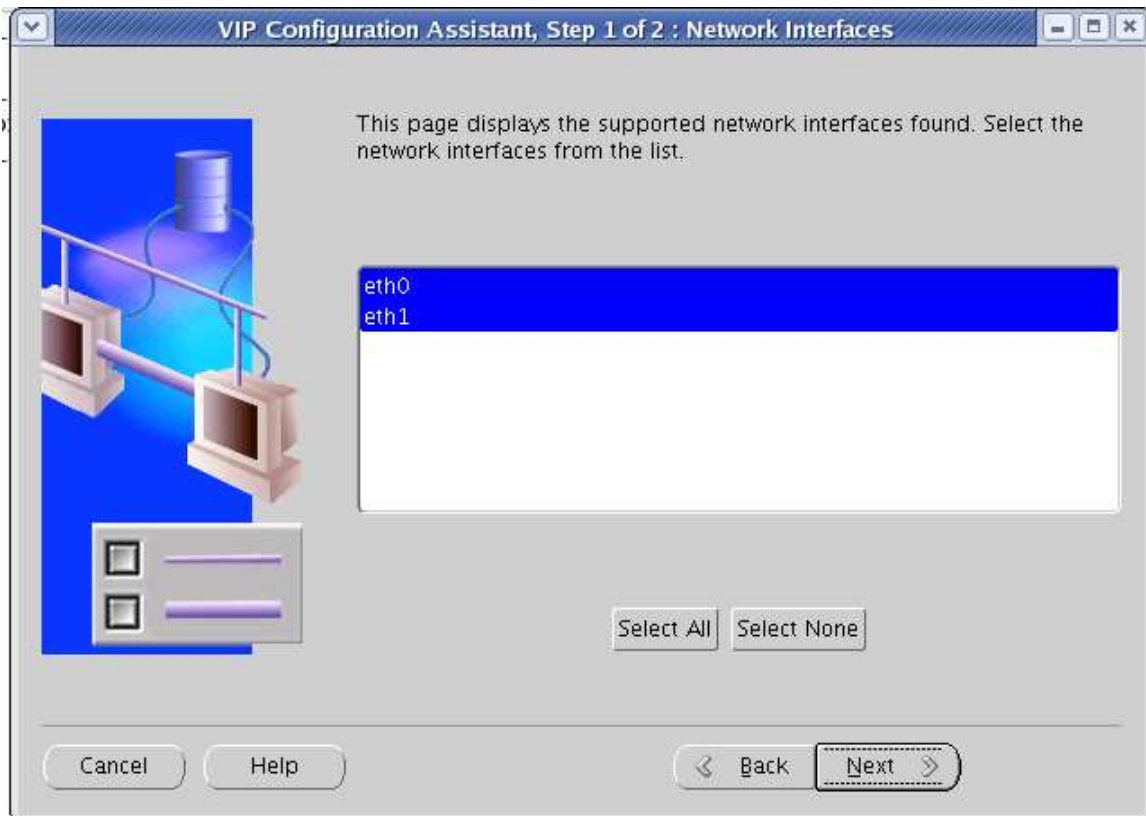 VIP Configuration Assistant, Step 1 of 2 : Network Interfaces
This page displays the supported network interfaces found. Select the
network interfaces from the list.
eth0
eth1
Select All Select None
Cancel Help Back Next